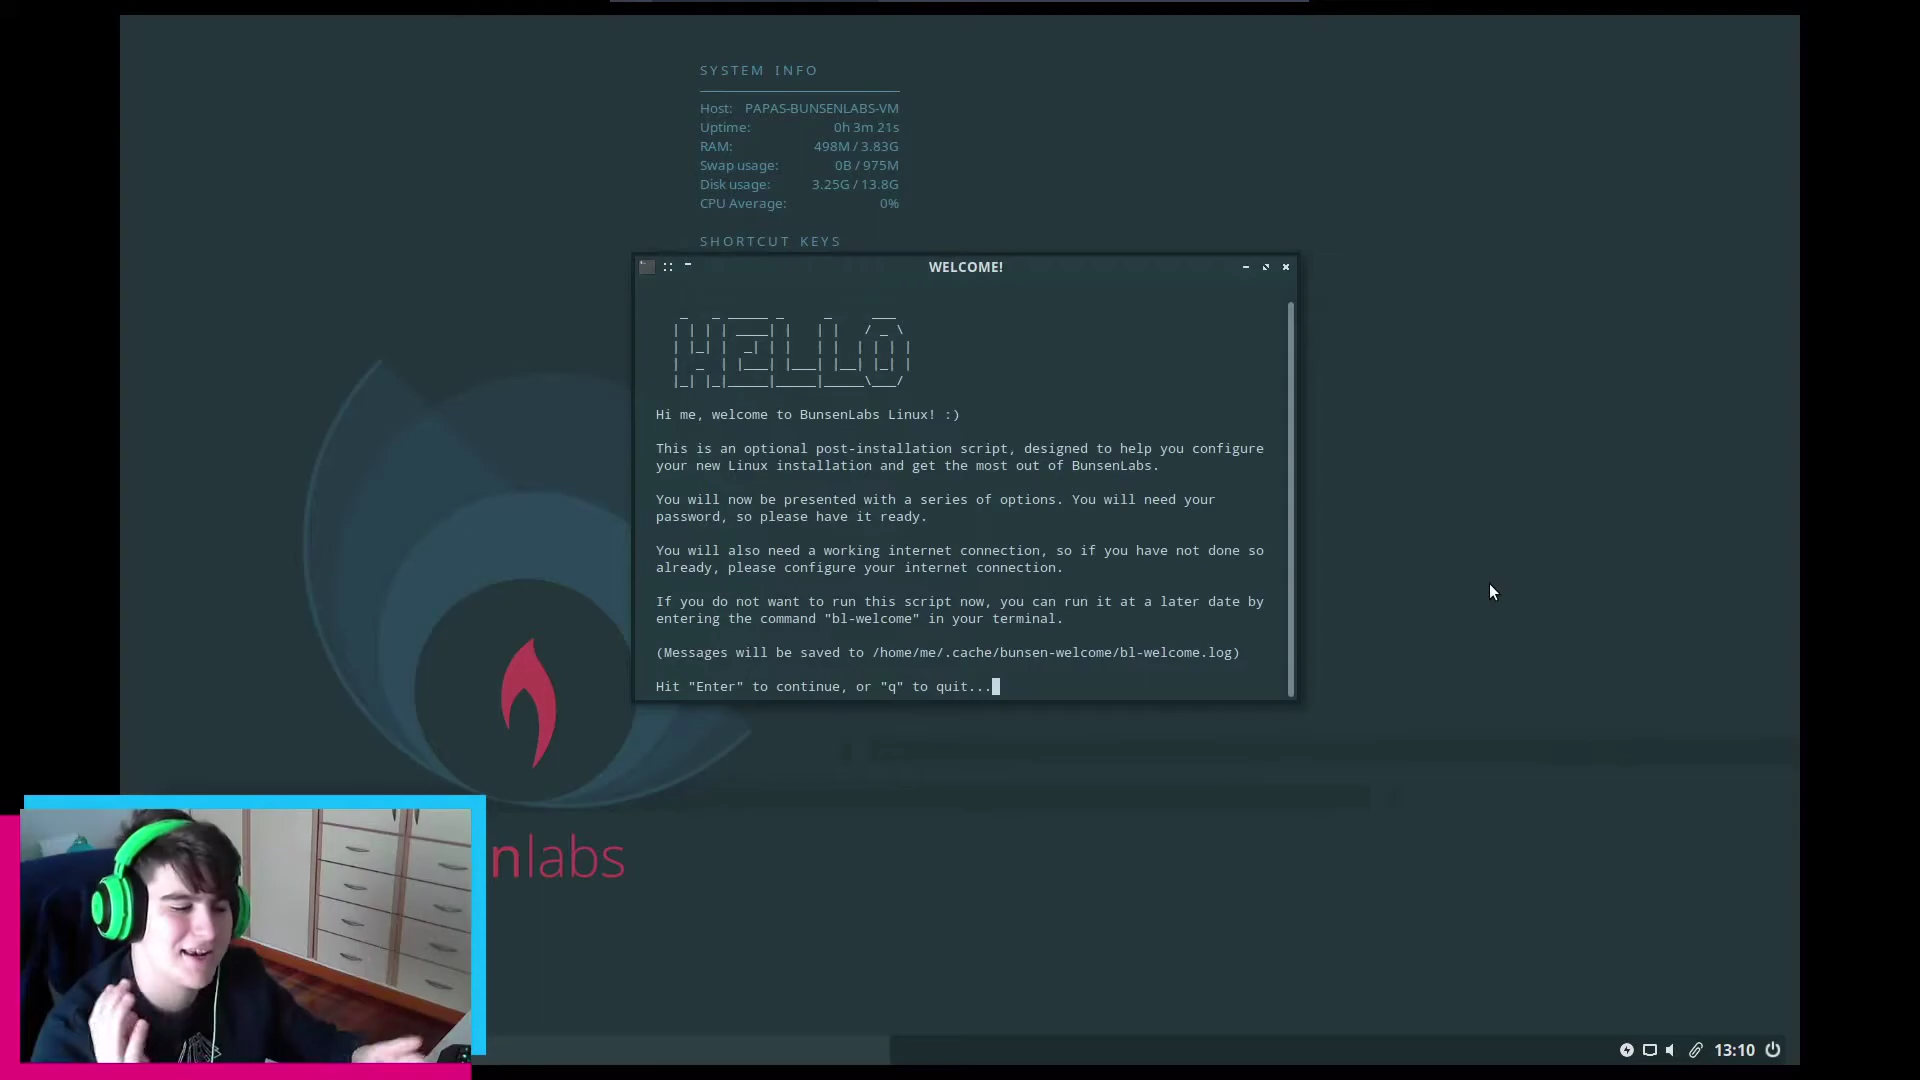 SYSTEM INFO
Host: PAPAS-BUNSENLABS-VM
Uptime: 0h 3m 21s
RAM: 498M / 3.83G
Swap usage: 0B / 975M
Disk usage: 3.25G / 13.8G
CPU Average: 0%
SHORTCUT KEYS
WELCOME!
HELLO
Hi me, welcome to BunsenLabs Linux! :)
This is an optional post-installation script, designed to help you configure
your new Linux installation and get the most out of BunsenLabs.
You will now be presented with a series of options. You will need your
password, so please have it ready.
You will also need a working internet connection, so if you have not done so
already, please configure your internet connection.
If you do not want to run this script now, you can run it at a later date by
entering the command "bl-welcome" in your terminal.
(Messages will be saved to /home/me/.cache/bunsen-welcome/bl-welcome.log)
Hit "Enter" to continue, or "q" to quit...
nlabs
13:10